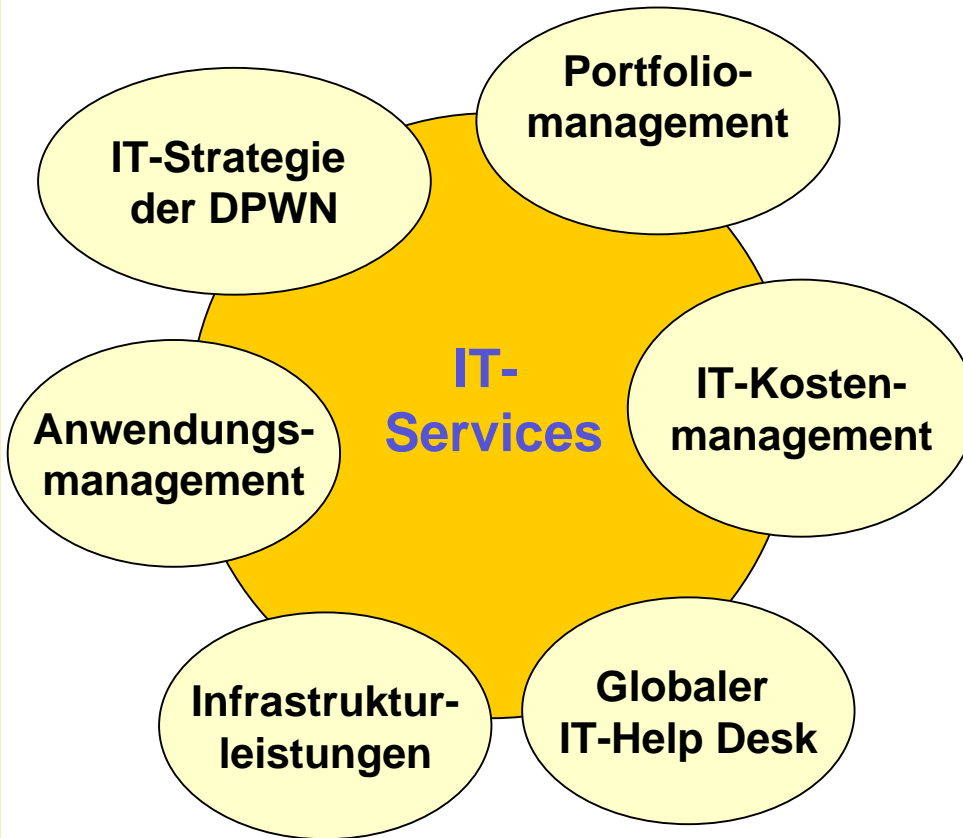 Portfolio-
management
IT-Strategie
der DPWN
IT-
Services
IT-Kosten-
management
Anwendungs-
management
Infrastruktur-
leistungen
Globaler
IT-Help Desk